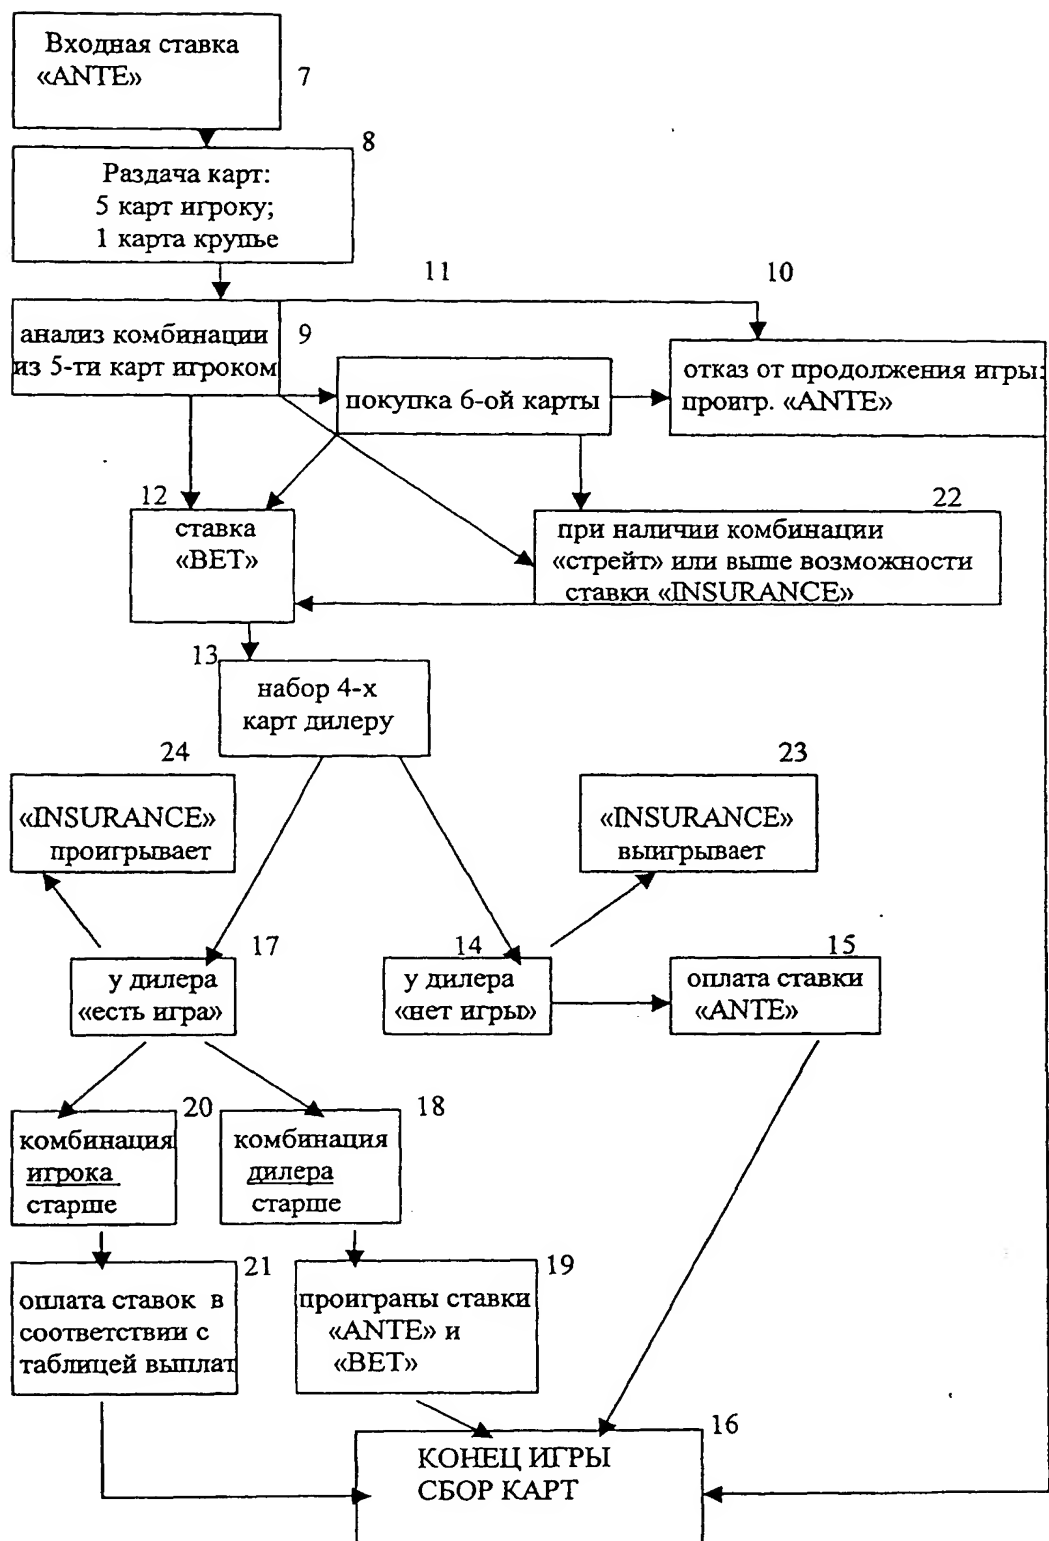 Входная ставка
«ANTE»
7
8
Раздача карт:
5 карт игроку;
1 карта крупье
11
10
анализ комбинации
из 5-ти карт игроком
9
покупка 6-ой карты
отказ от продолжения игры:
проигр. «ANTE»
12
ставка
«BET»
22
при наличии комбинации
«стрейт» или выше возможности
ставки «INSURANCE»
13
набор 4-х
карт дилеру
24
«INSURANCE»
проигрывает
23
«INSURANCE»
выигрывает
17
у дилера
«есть игра»
14
у дилера
«нет игры»
15
оплата ставки
«ANTE»
20
комбинация
игрока
старше
18
комбинация
дилера
старше
21
оплата ставок в
соответствии с
таблицей выплат
19
проиграны ставки
«ANTE» и
«BET»
16
КОНЕЦ ИГРЫ
СБОР КАРТ